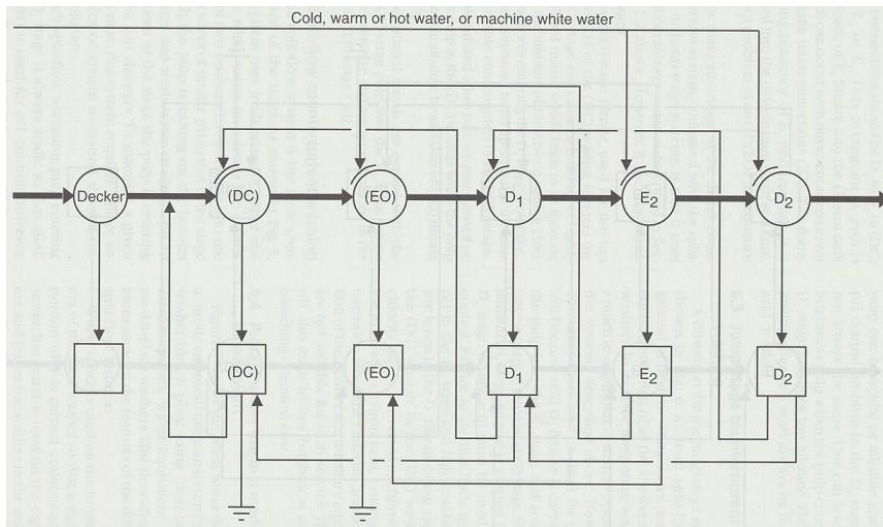 Cold, warm or hot water, or machine white water
Decker
(DC)
(EO)
D₁
E₂
D₂
(DC)
(EO)
D₁
E₂
D₂